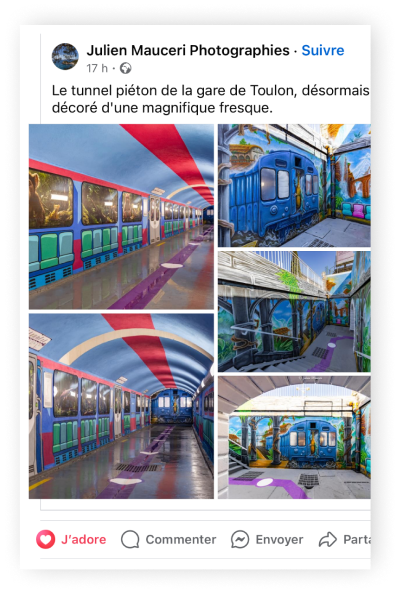 Julien Mauceri Photographies · Suivre
17 h ·
Le tunnel piéton de la gare de Toulon, désormais
décoré d'une magnifique fresque.
J'adore Commenter Envoyer Parta